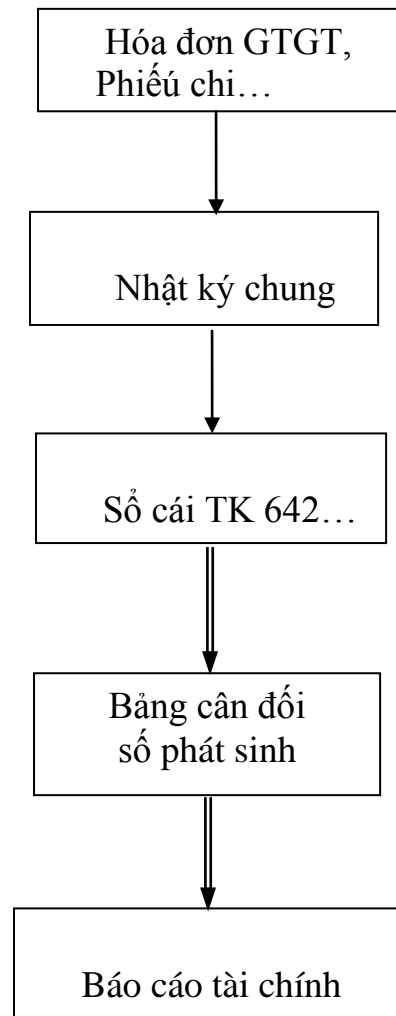 Hóa đơn GTGT,
Phiếú chi…
Nhật ký chung
Sổ cái TK 642…
Bảng cân đối
số phát sinh
Báo cáo tài chính